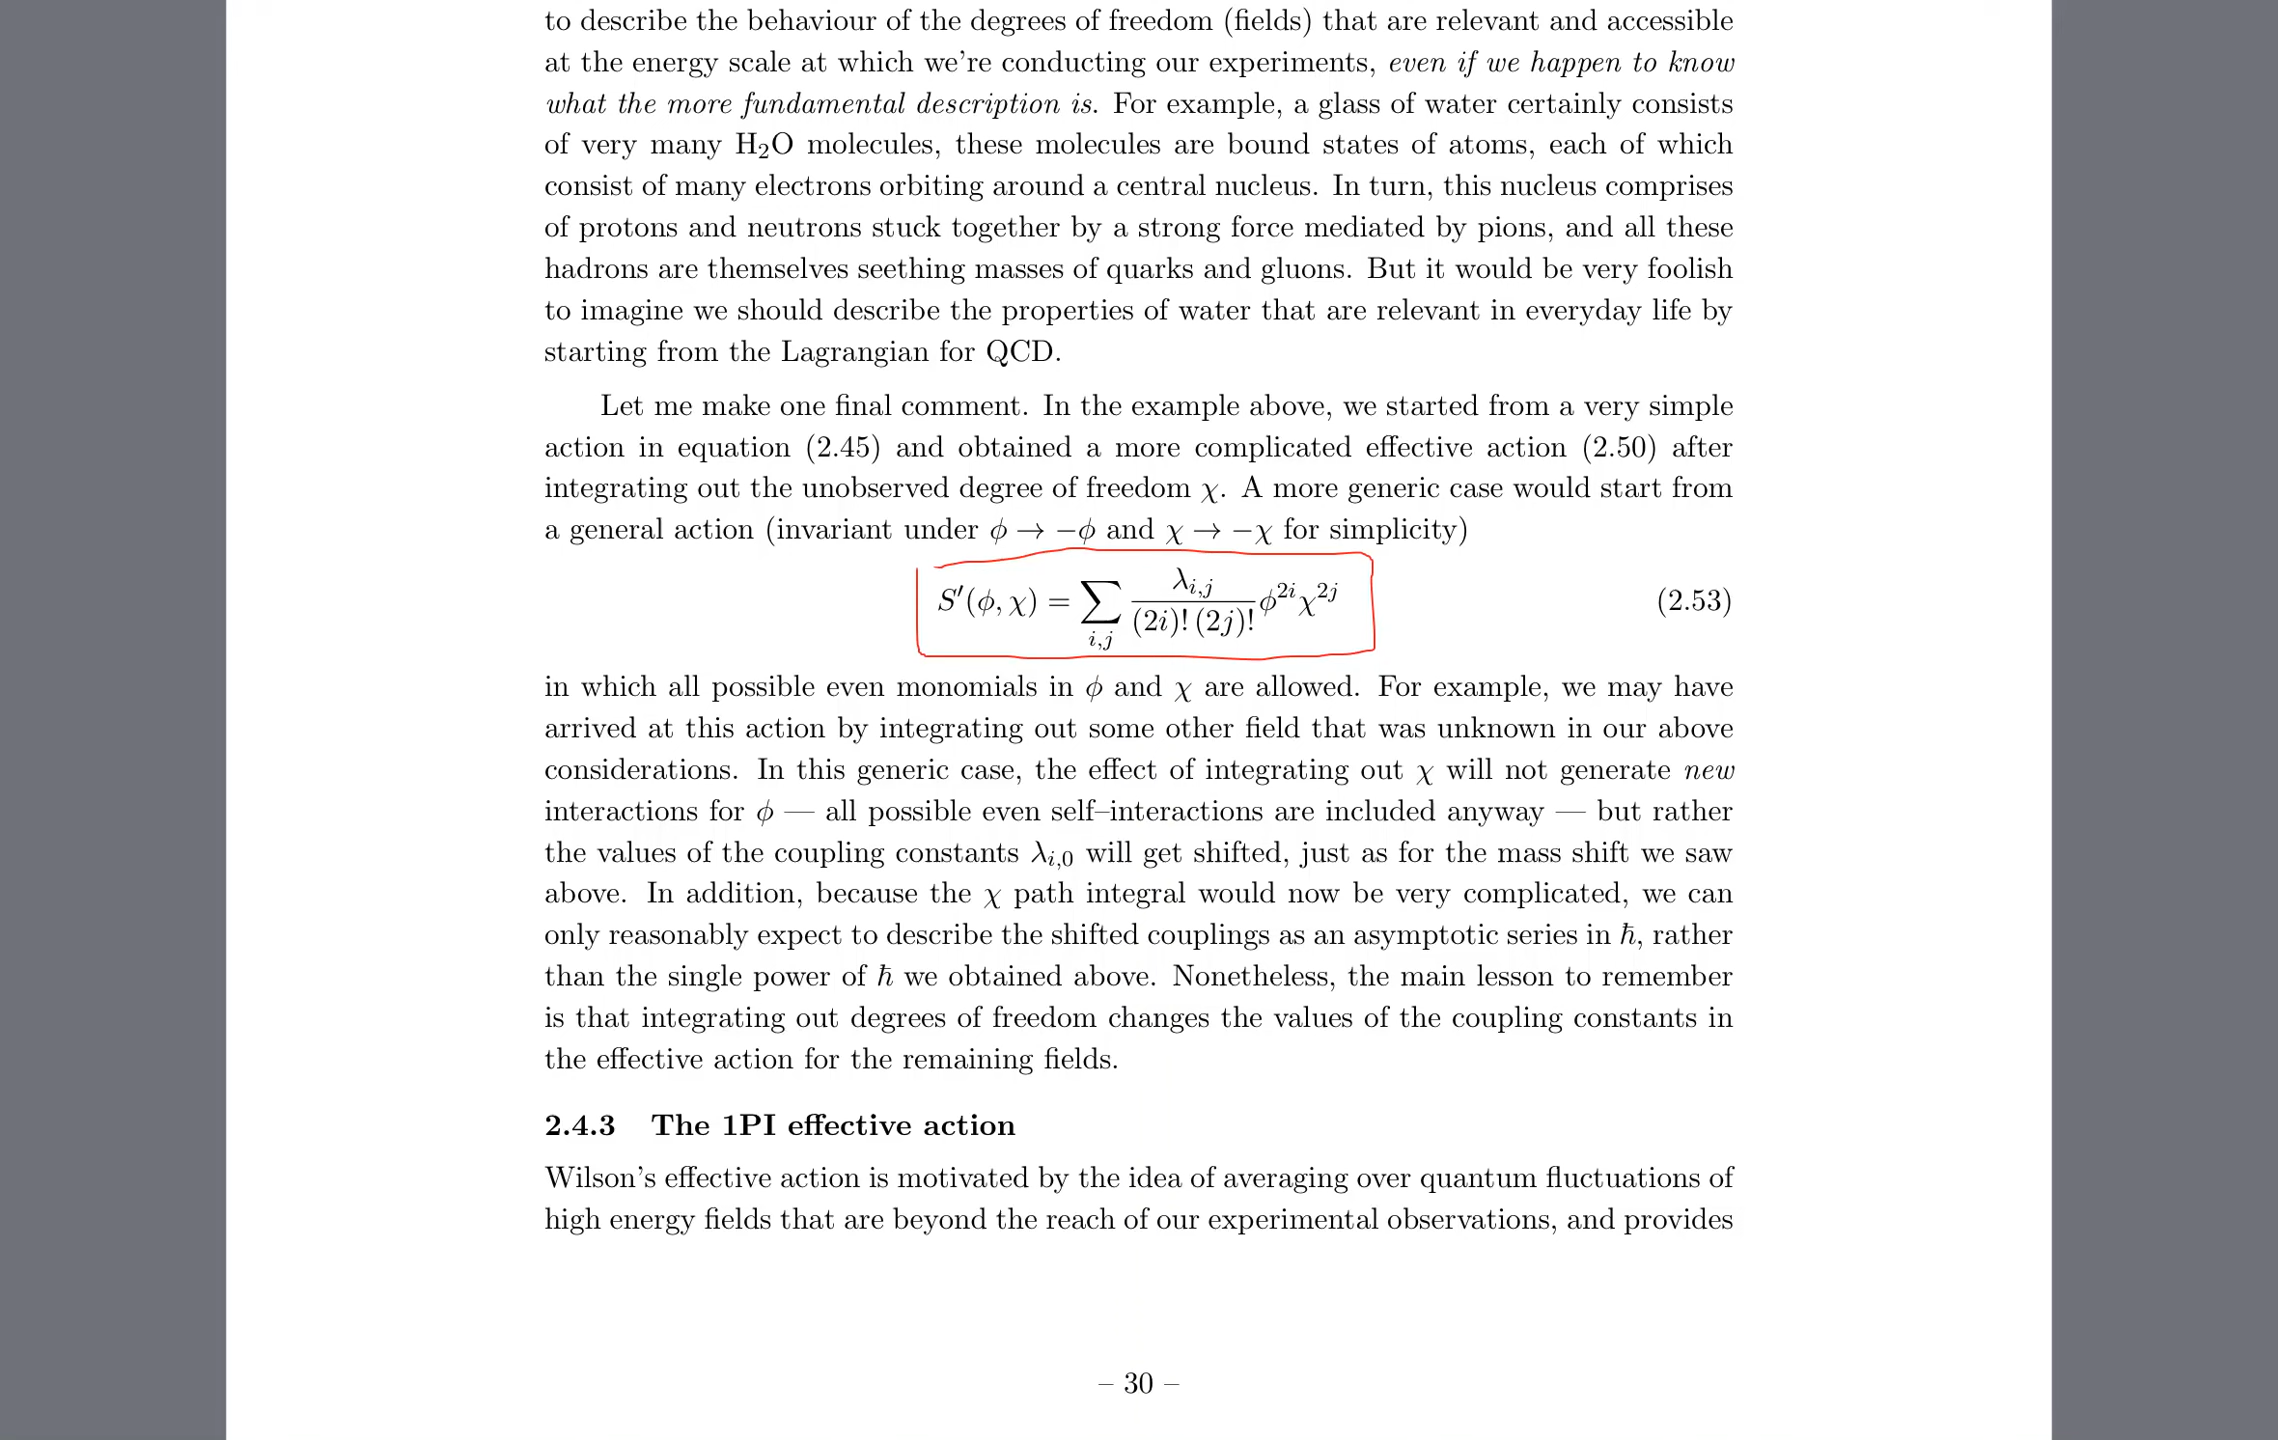 to describe the behaviour of the degrees of freedom (fields) that are relevant and accessible
at the energy scale at which we're conducting our experiments, even if we happen to know
what the more fundamental description is. For example, a glass of water certainly consists
of very many H₂O molecules, these molecules are bound states of atoms, each of which
consist of many electrons orbiting around a central nucleus. In turn, this nucleus comprises
of protons and neutrons stuck together by a strong force mediated by pions, and all these
hadrons are themselves seething masses of quarks and gluons. But it would be very foolish
to imagine we should describe the properties of water that are relevant in everyday life by
starting from the Lagrangian for QCD.
Let me make one final comment. In the example above, we started from a very simple
action in equation (2.45) and obtained a more complicated effective action (2.50) after
integrating out the unobserved degree of freedom χ. A more generic case would start from
a general action (invariant under ϕ → −ϕ and χ → −χ for simplicity)
S′(ϕ, χ) = ∑_{i,j} λ_{i,j} / ((2i)! (2j)!) ϕ^{2i} χ^{2j} (2.53)
in which all possible even monomials in ϕ and χ are allowed. For example, we may have
arrived at this action by integrating out some other field that was unknown in our above
considerations. In this generic case, the effect of integrating out χ will not generate new
interactions for ϕ — all possible even self–interactions are included anyway — but rather
the values of the coupling constants λ_{i,0} will get shifted, just as for the mass shift we saw
above. In addition, because the χ path integral would now be very complicated, we can
only reasonably expect to describe the shifted couplings as an asymptotic series in ℏ, rather
than the single power of ℏ we obtained above. Nonetheless, the main lesson to remember
is that integrating out degrees of freedom changes the values of the coupling constants in
the effective action for the remaining fields.
2.4.3 The 1PI effective action
Wilson's effective action is motivated by the idea of averaging over quantum fluctuations of
high energy fields that are beyond the reach of our experimental observations, and provides
– 30 –